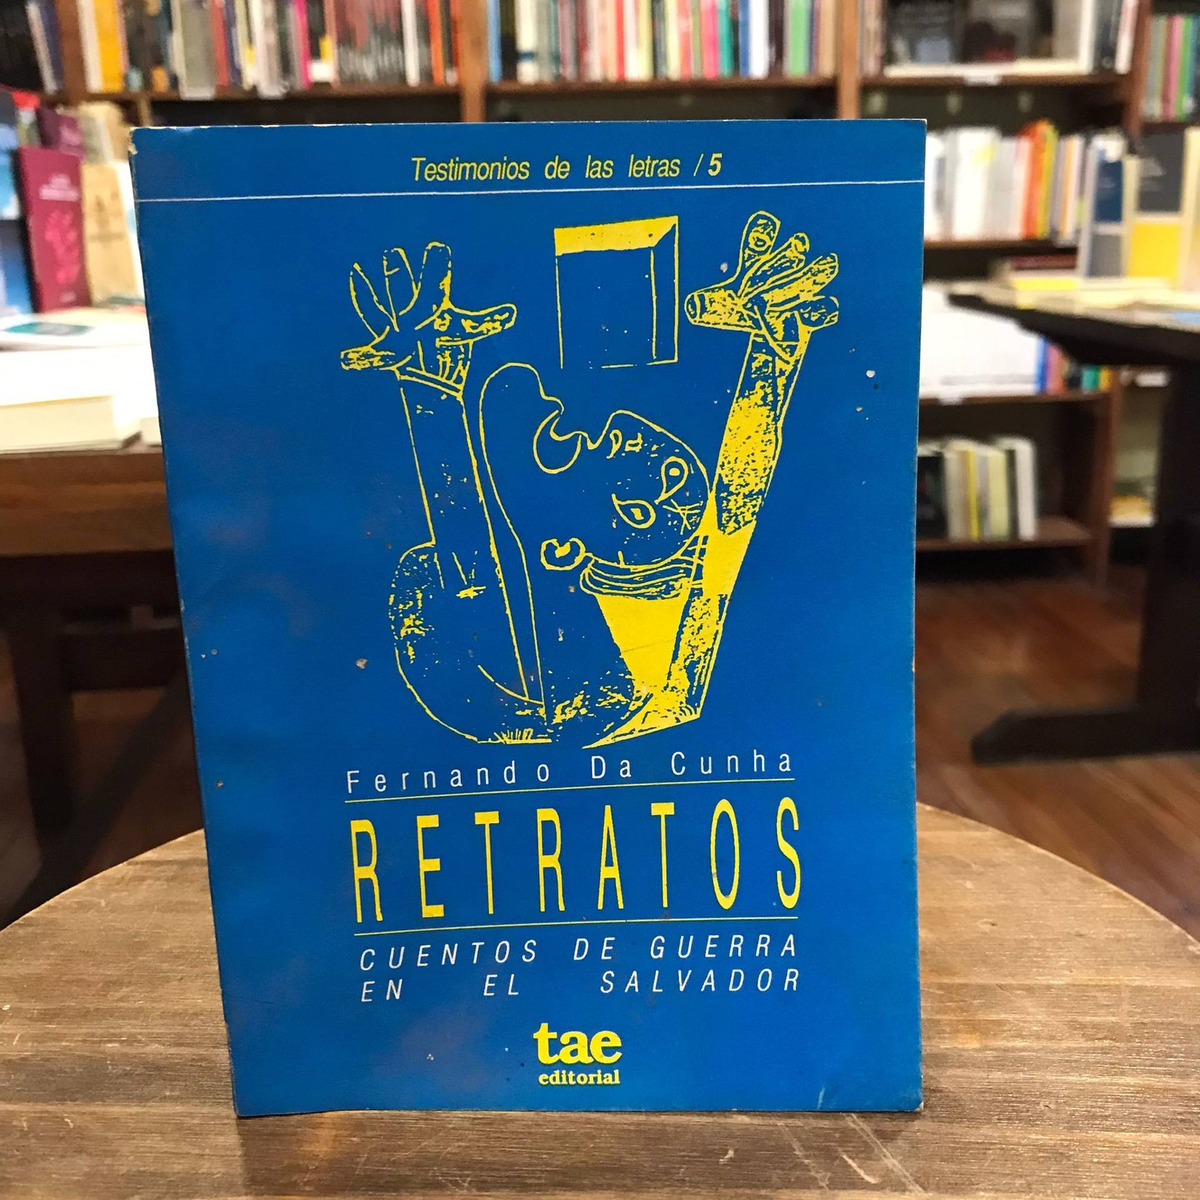 Testimonios de las letras / 5
Fernando Da Cunha
RETRATOS
CUENTOS DE GUERRA
EN EL SALVADOR
tae
editorial